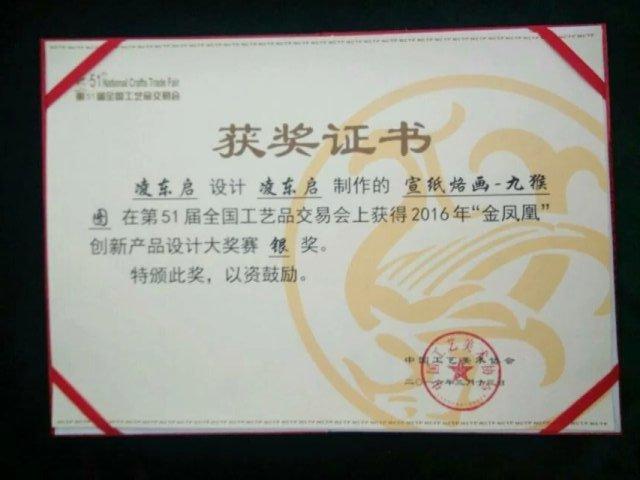 51st National Crafts Trade Fair
第51届全国工艺品交易会
获奖证书
凌东启 设计 凌东启 制作的 宣纸烙画-九猴
图 在第51届全国工艺品交易会上获得2016年“金凤凰”
创新产品设计大奖赛 银 奖。
特颁此奖，以资鼓励。
中国工艺美术协会